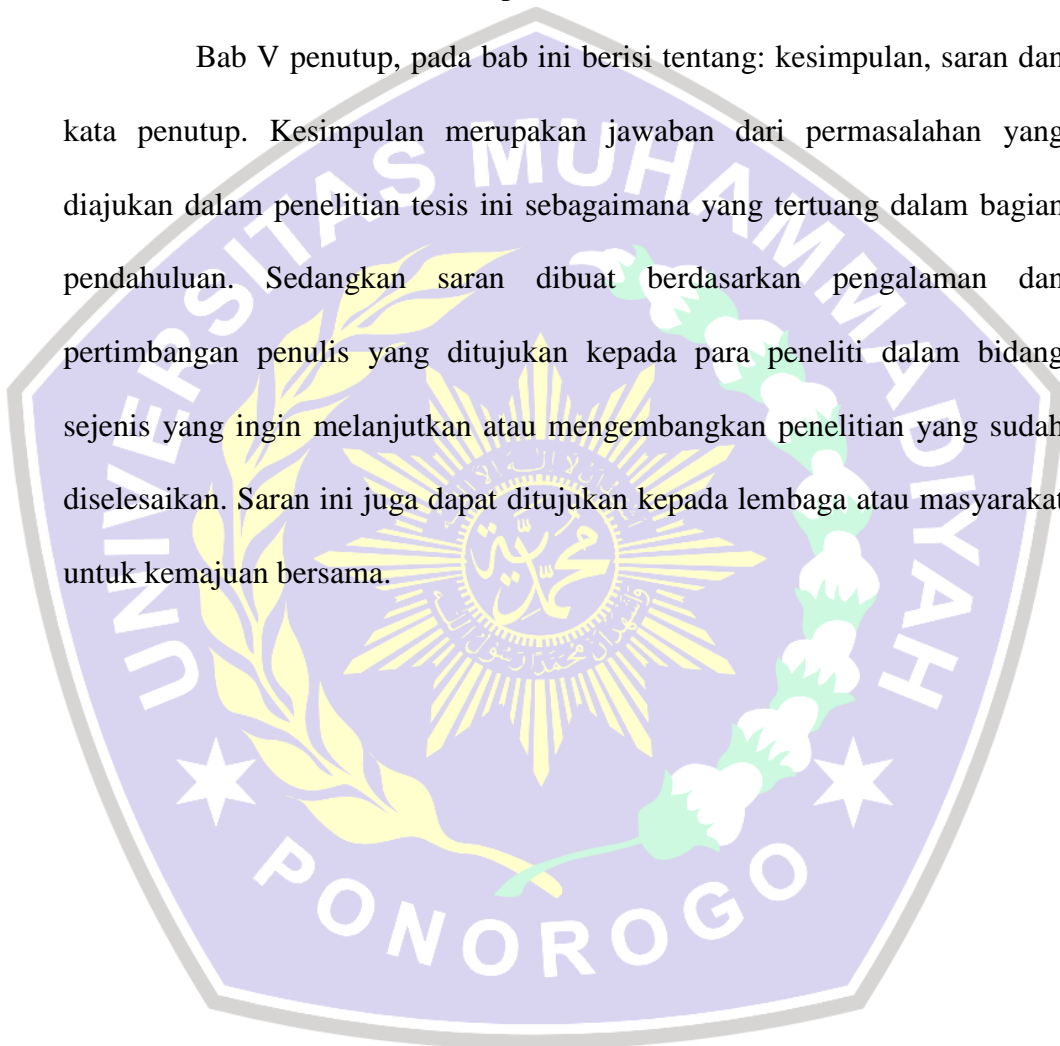 Bab V penutup, pada bab ini berisi tentang: kesimpulan, saran dan
kata penutup. Kesimpulan merupakan jawaban dari permasalahan yang
diajukan dalam penelitian tesis ini sebagaimana yang tertuang dalam bagian
pendahuluan. Sedangkan saran dibuat berdasarkan pengalaman dan
pertimbangan penulis yang ditujukan kepada para peneliti dalam bidang
sejenis yang ingin melanjutkan atau mengembangkan penelitian yang sudah
diselesaikan. Saran ini juga dapat ditujukan kepada lembaga atau masyarakat
untuk kemajuan bersama.
UNIVERSITAS MUHAMMADIYAH
محمدية
PONOROGO